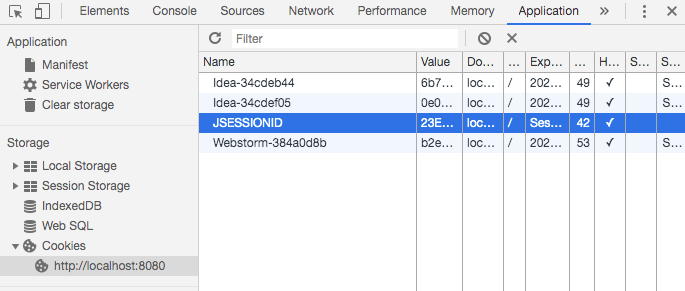 Elements Console Sources Network Performance Memory Application »
Application
Manifest
Service Workers
Clear storage
Storage
Local Storage
Session Storage
IndexedDB
Web SQL
Cookies
http://localhost:8080
Filter
Name Value Do… … Exp… … H… S… S…
Idea-34cdeb44 6b7… loc… / 202… 49 ✓ S…
Idea-34cdef05 0e0… loc… / 202… 49 ✓ S…
JSESSIONID 23E… loc… / Ses… 42 ✓
Webstorm-384a0d8b b2e… loc… / 202… 53 ✓ S…